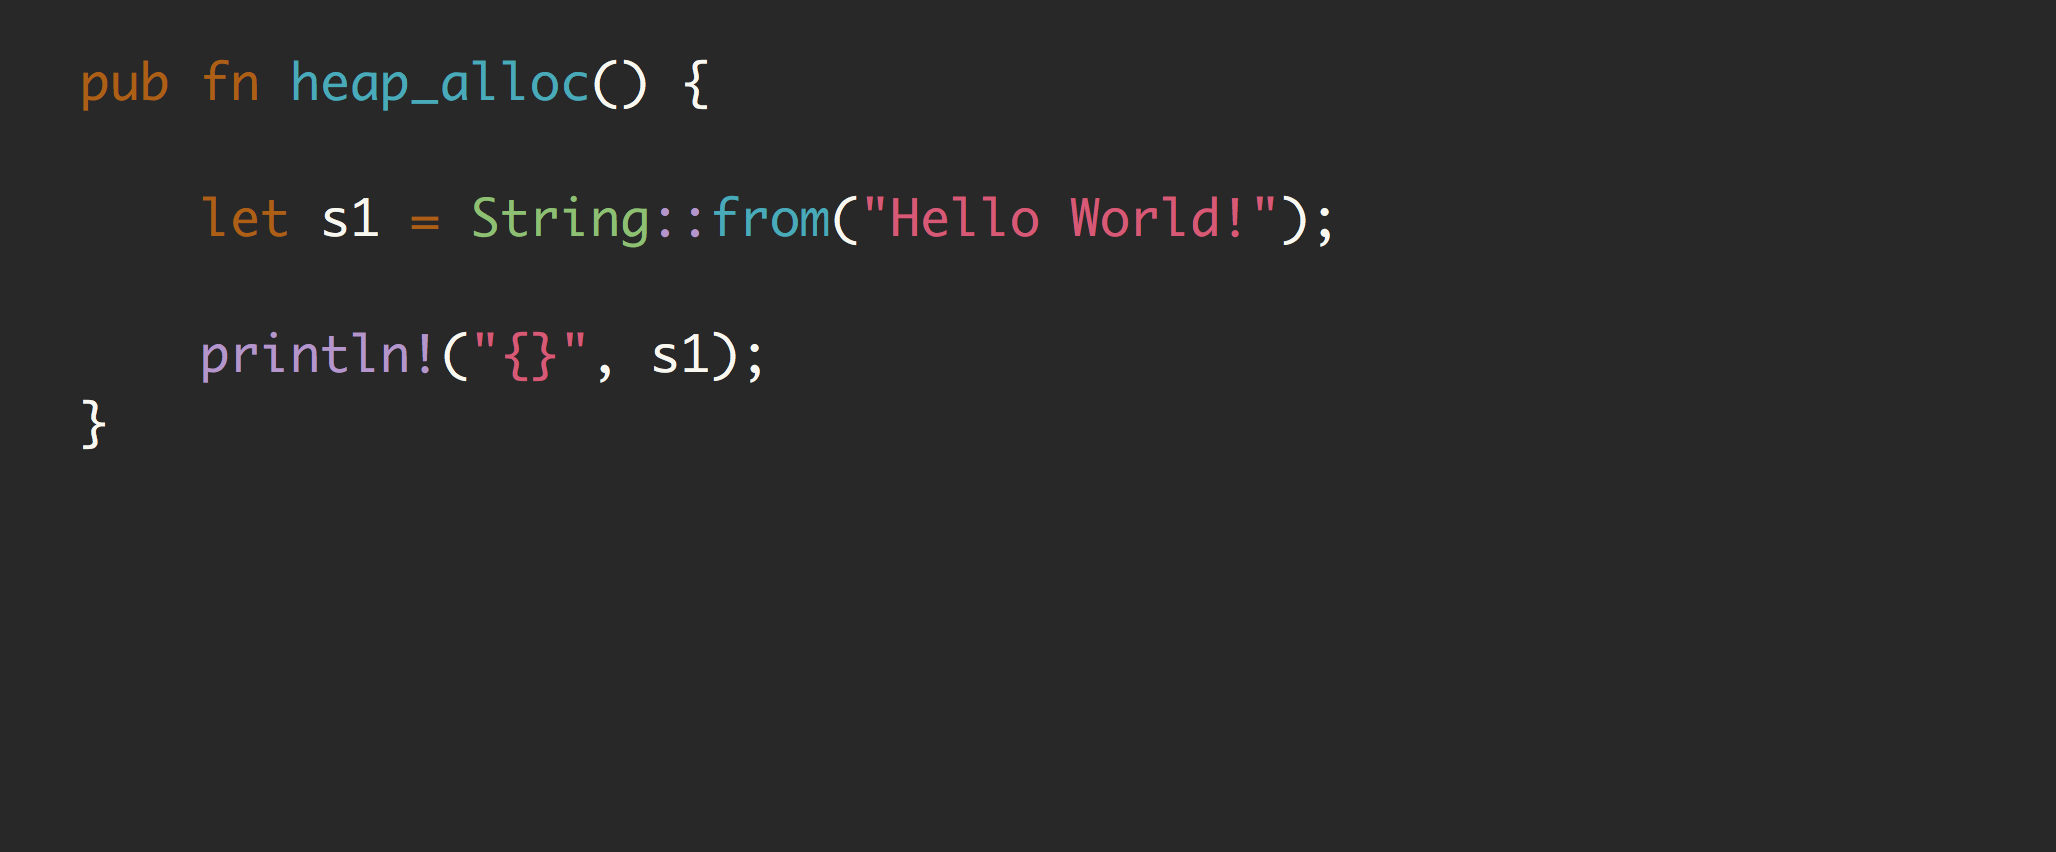 pub fn heap_alloc() {
    let s1 = String::from("Hello World!");
    println!("{}", s1);
}